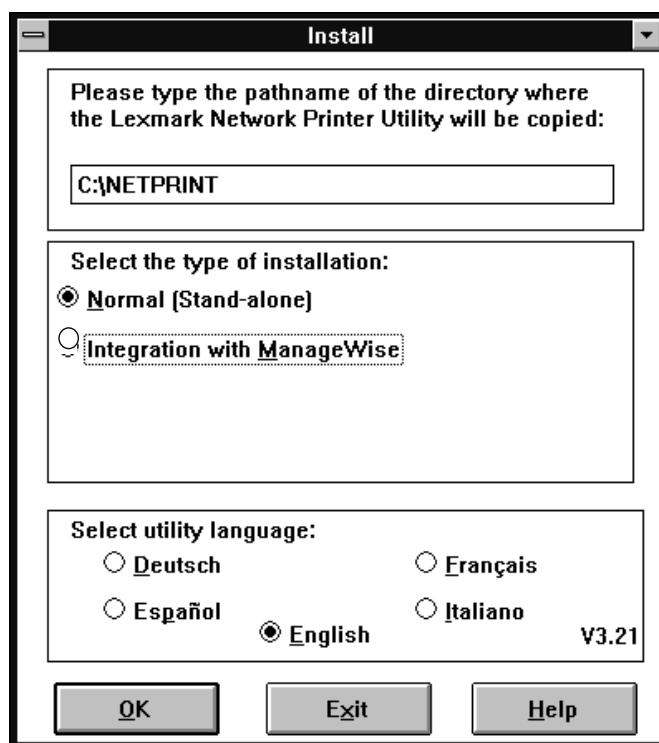 Install
Please type the pathname of the directory where
the Lexmark Network Printer Utility will be copied:
C:\NETPRINT
Select the type of installation:
Normal (Stand-alone)
Integration with ManageWise
Select utility language:
Deutsch
Français
Español
Italiano
English
V3.21
OK
Exit
Help